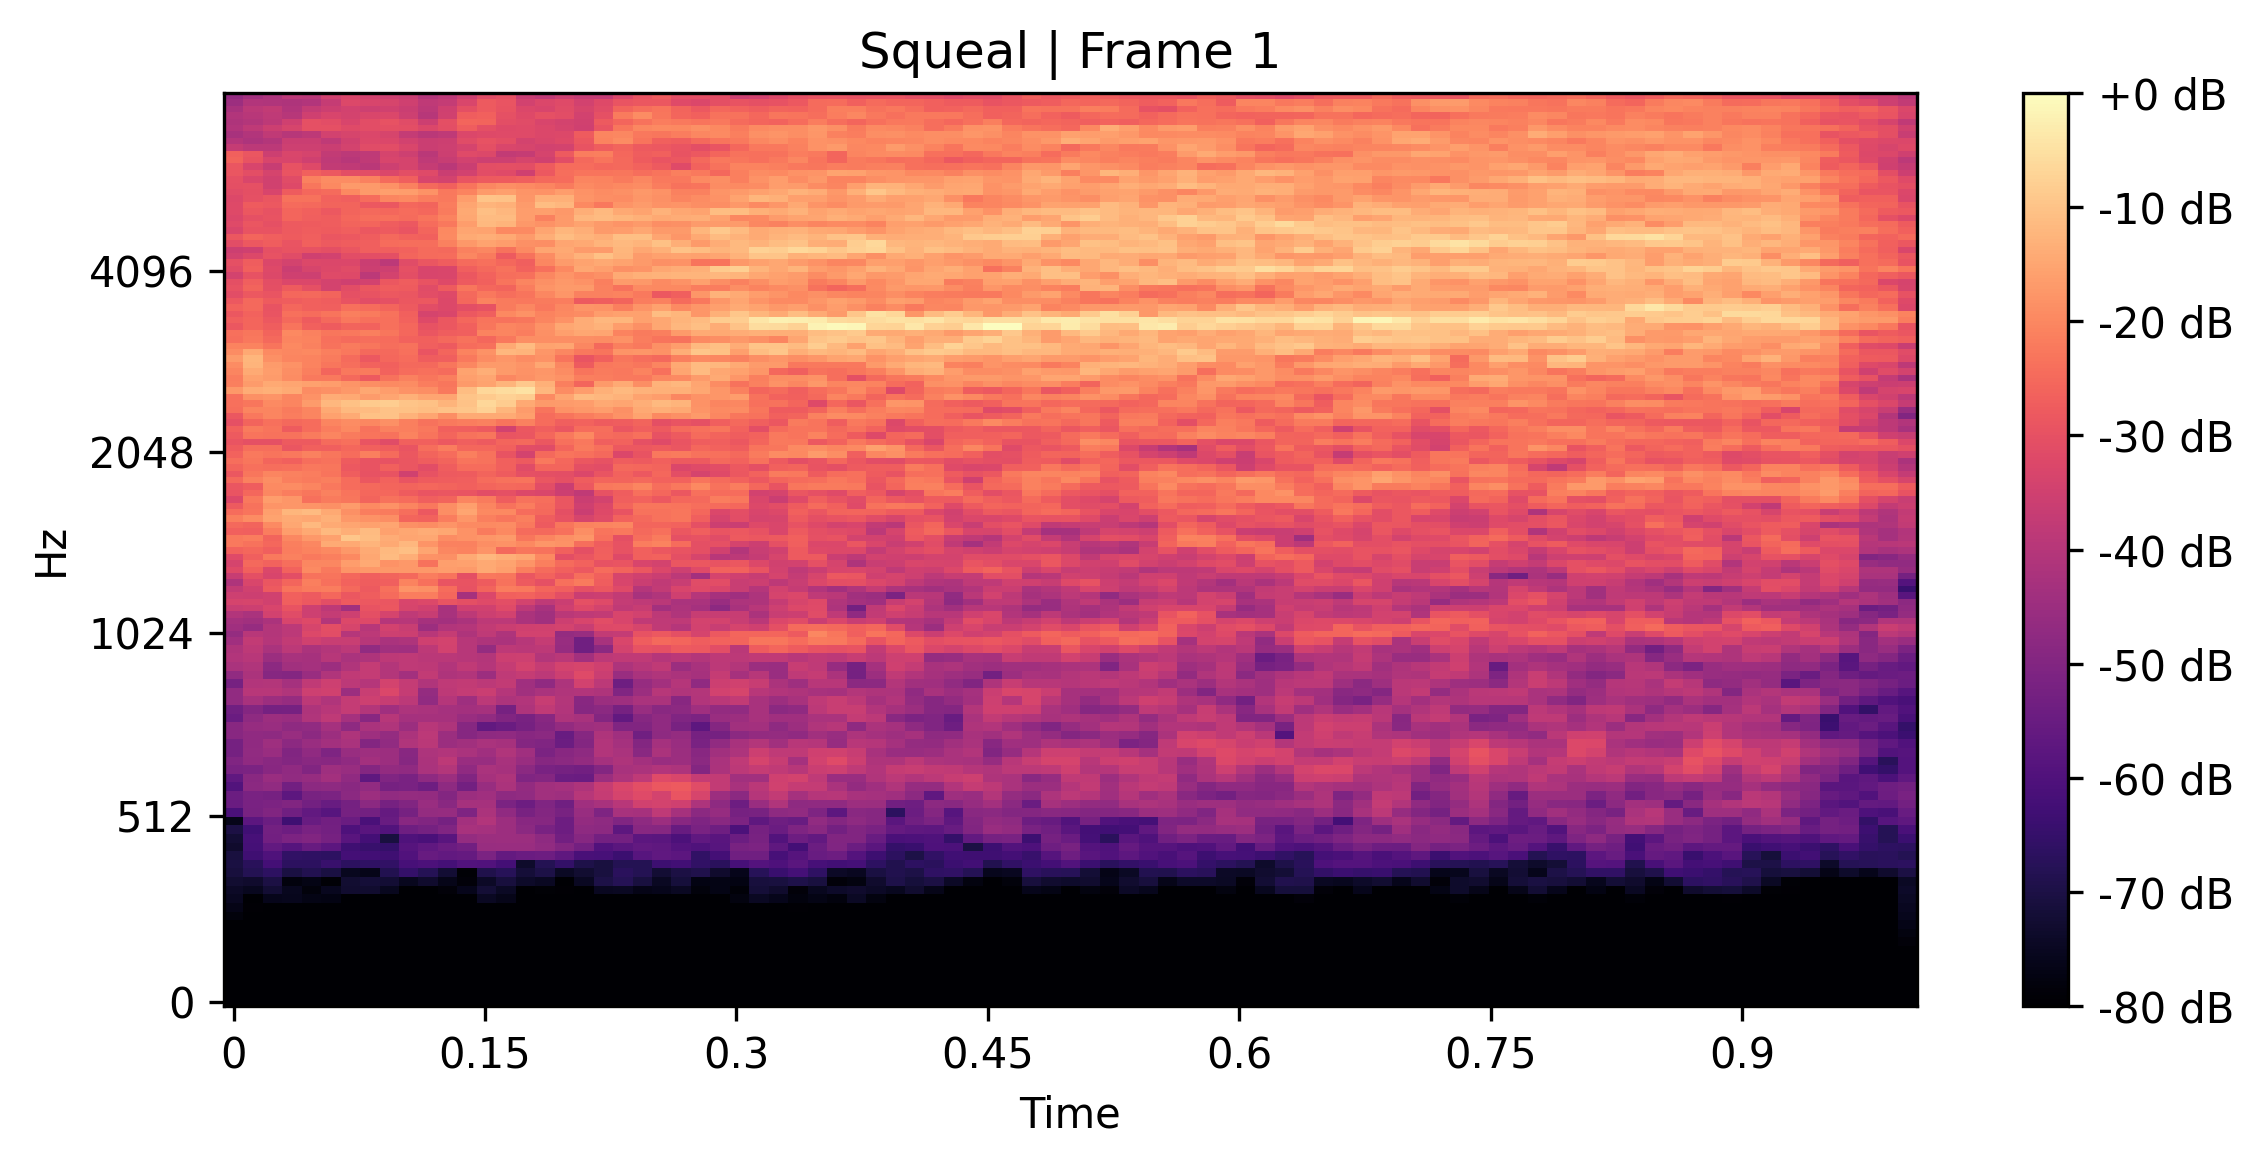 Squeal | Frame 1
+0 dB
-10 dB
-20 dB
-30 dB
-40 dB
-50 dB
-60 dB
-70 dB
-80 dB
Hz
4096
2048
1024
512
0
0 0.15 0.3 0.45 0.6 0.75 0.9
Time